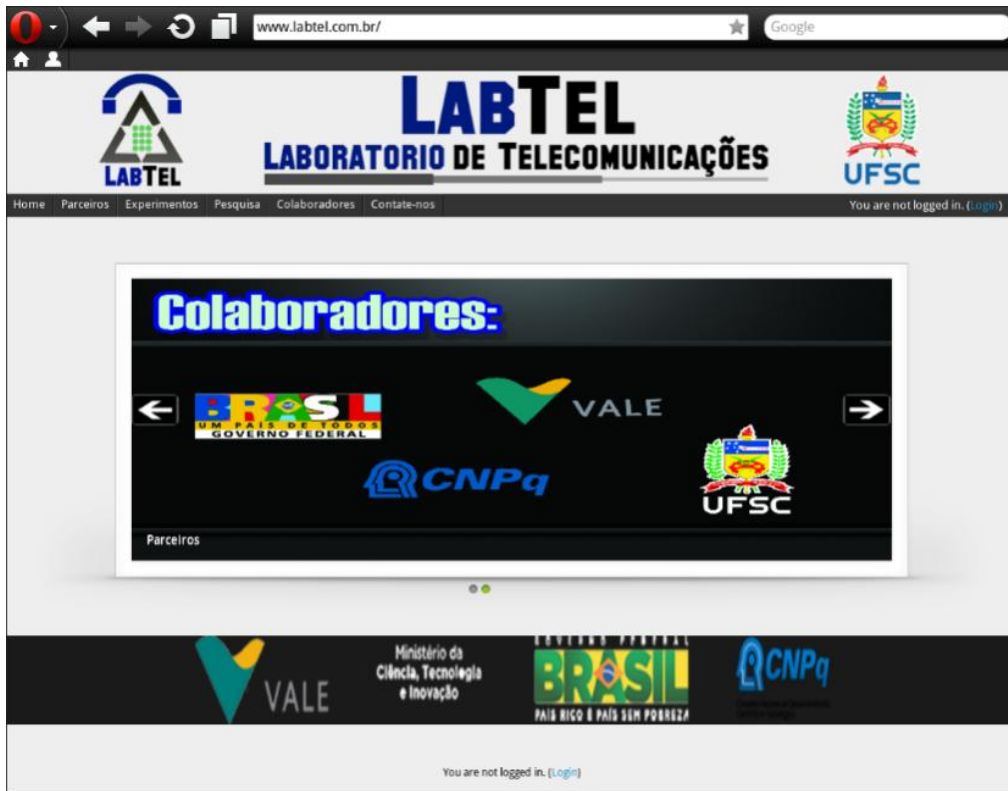 www.labtel.com.br/
Google
LABTEL
LABTEL
LABORATORIO DE TELECOMUNICAÇÕES
UFSC
Home Parceiros Experimentos Pesquisa Colaboradores Contate-nos
You are not logged in. (Login)
Colaboradores:
BRASIL
UM PAÍS DE TODOS
GOVERNO FEDERAL
VALE
CNPq
UFSC
Parceiros
VALE
Ministério da
Ciência, Tecnologia
e Inovação
GOVERNO FEDERAL
BRASIL
PAÍS RICO É PAÍS SEM POBREZA
CNPq
You are not logged in. (Login)